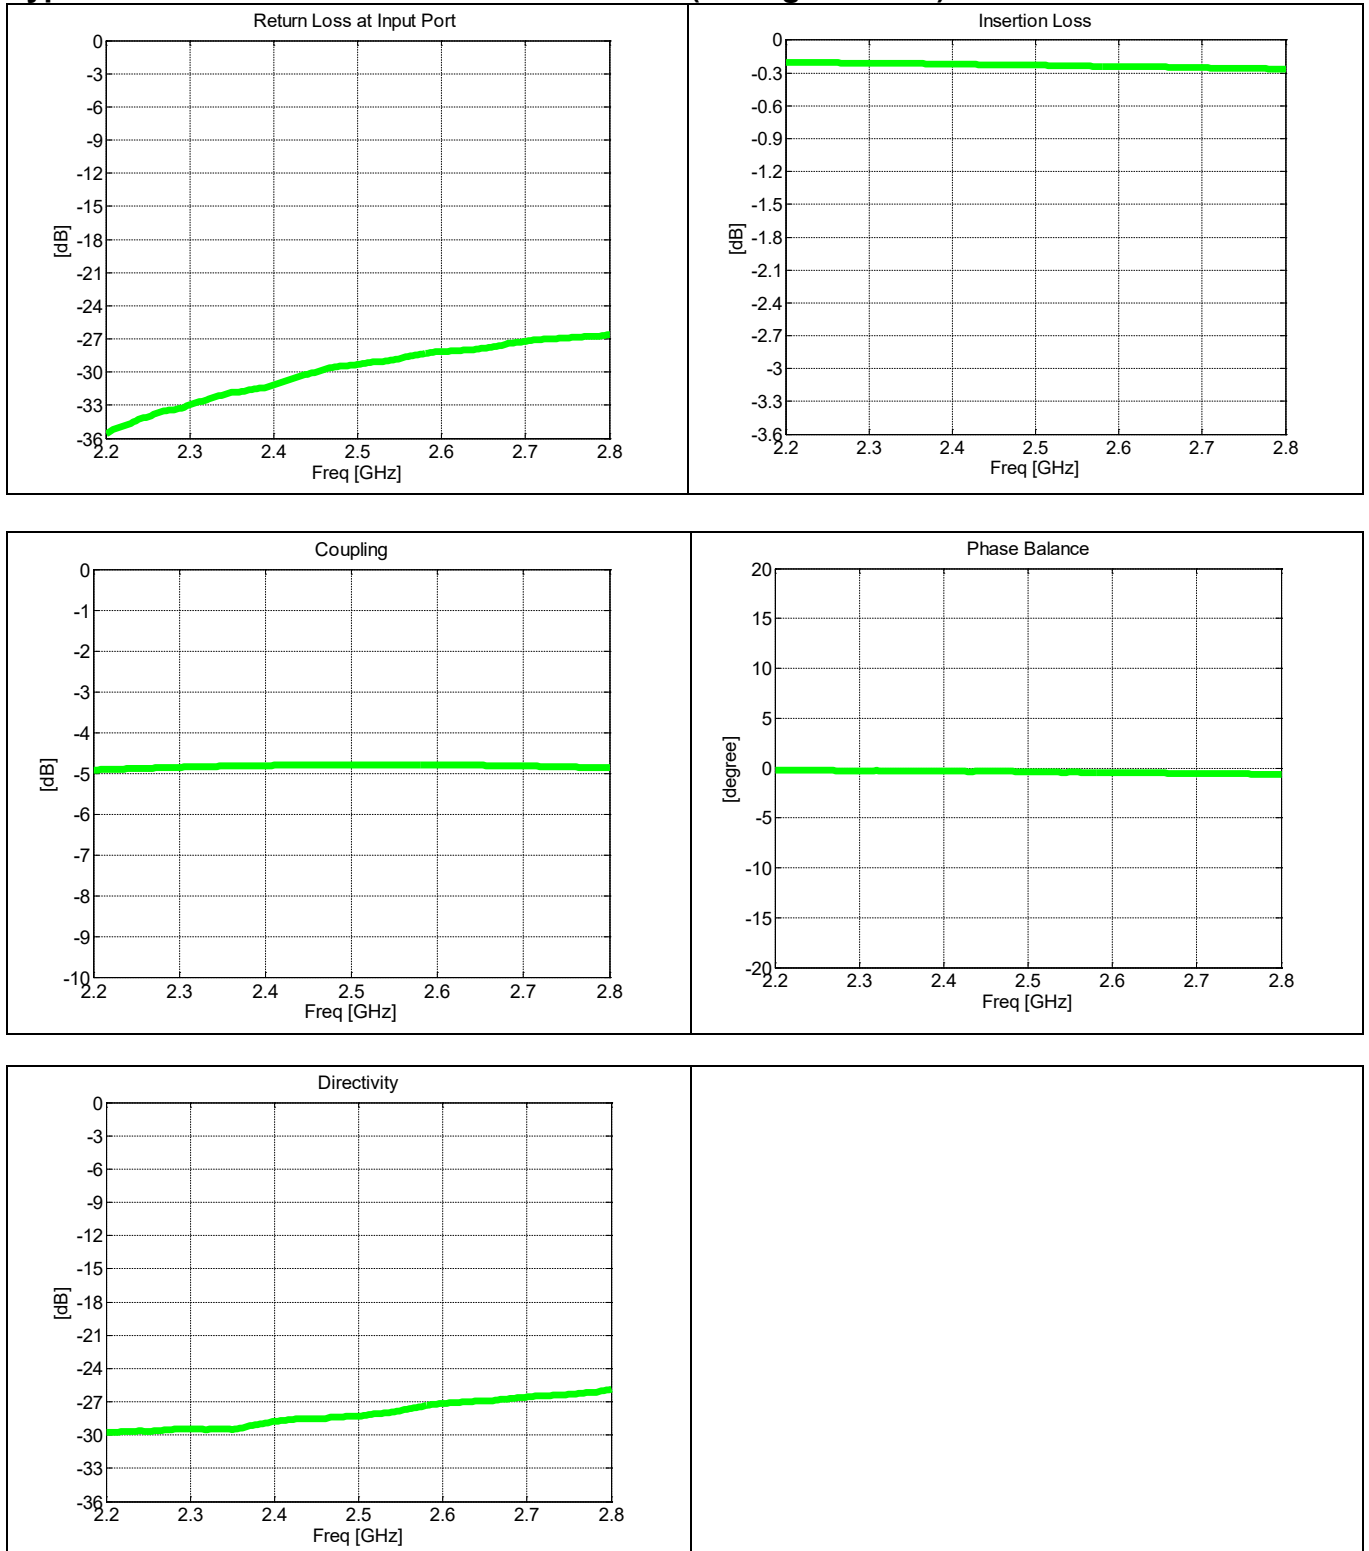 Return Loss at Input Port
0
-3
-6
-9
-12
-15
-18
-21
-24
-27
-30
-33
-36
[dB]
2.2 2.3 2.4 2.5 2.6 2.7 2.8
Freq [GHz]
Insertion Loss
0
-0.3
-0.6
-0.9
-1.2
-1.5
-1.8
-2.1
-2.4
-2.7
-3
-3.3
-3.6
[dB]
2.2 2.3 2.4 2.5 2.6 2.7 2.8
Freq [GHz]
Coupling
0
-1
-2
-3
-4
-5
-6
-7
-8
-9
-10
[dB]
2.2 2.3 2.4 2.5 2.6 2.7 2.8
Freq [GHz]
Phase Balance
20
15
10
5
0
-5
-10
-15
-20
[degree]
2.2 2.3 2.4 2.5 2.6 2.7 2.8
Freq [GHz]
Directivity
0
-3
-6
-9
-12
-15
-18
-21
-24
-27
-30
-33
-36
[dB]
2.2 2.3 2.4 2.5 2.6 2.7 2.8
Freq [GHz]